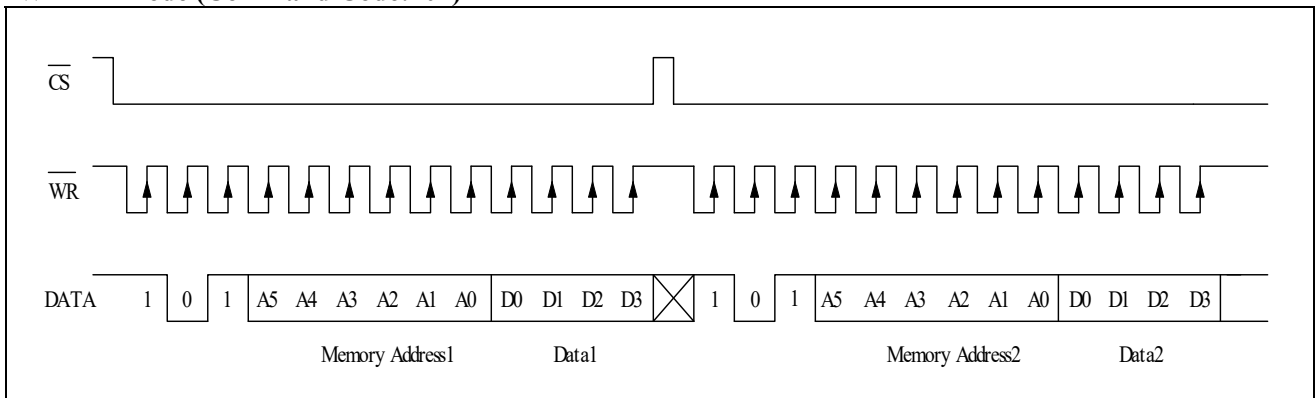 CS
WR
DATA 1 0 1 A5 A4 A3 A2 A1 A0 D0 D1 D2 D3 1 0 1 A5 A4 A3 A2 A1 A0 D0 D1 D2 D3
Memory Address1 Data1 Memory Address2 Data2